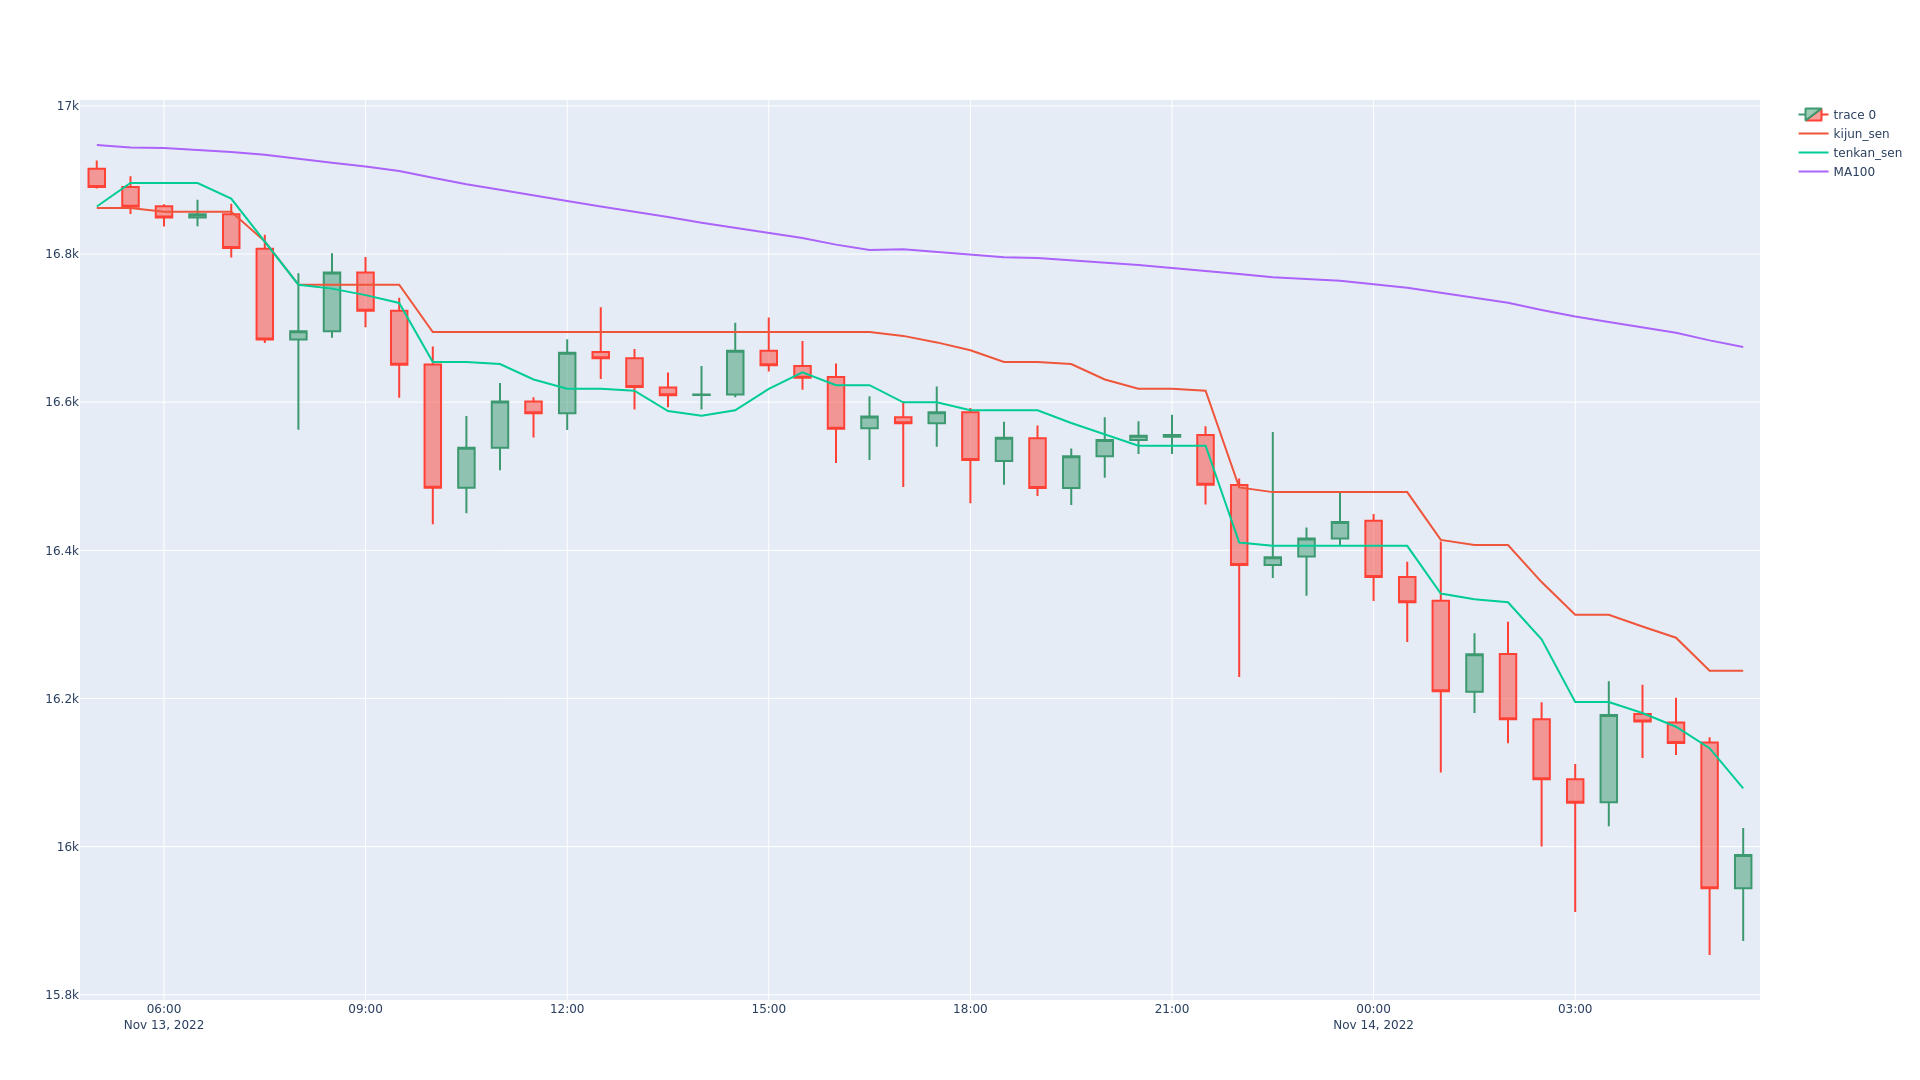 17k
16.8k
16.6k
16.4k
16.2k
16k
15.8k
06:00
Nov 13, 2022
09:00
12:00
15:00
18:00
21:00
00:00
Nov 14, 2022
03:00
trace 0
kijun_sen
tenkan_sen
MA100